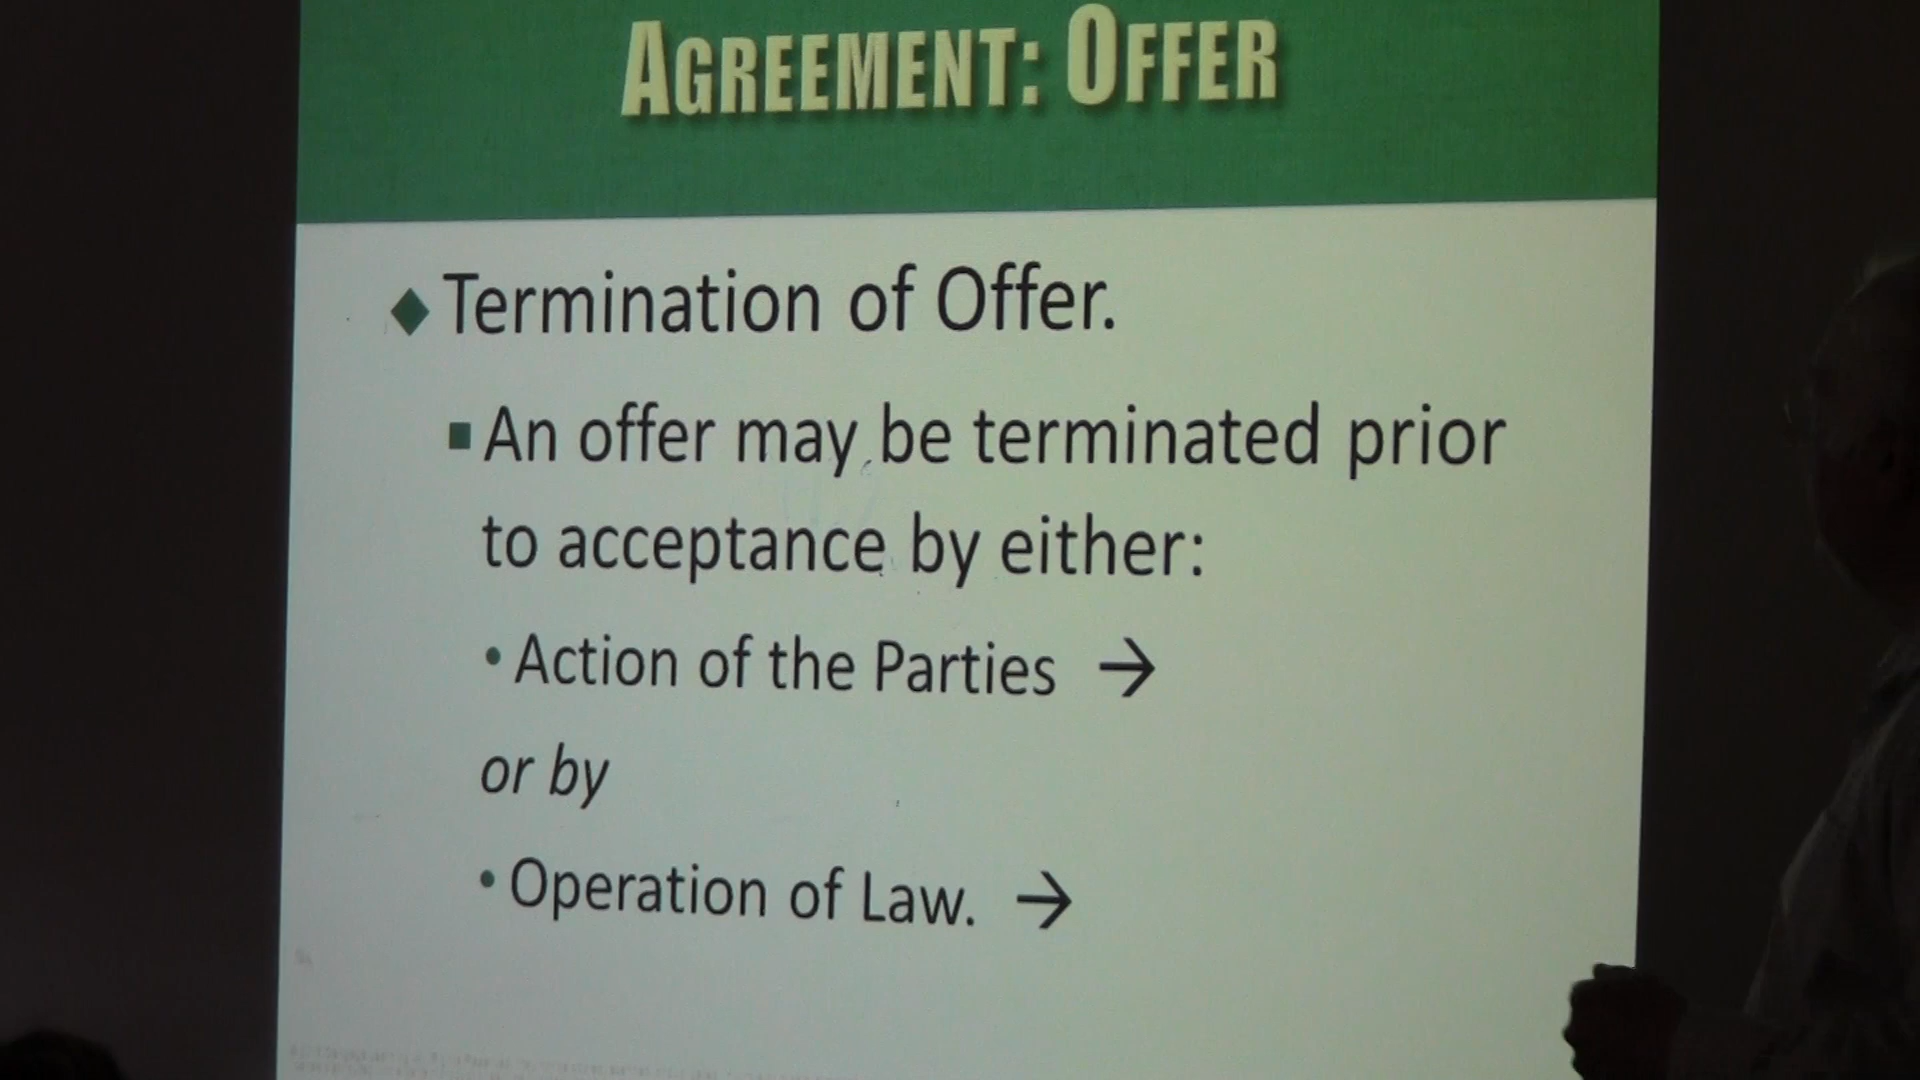 AGREEMENT: OFFER
◆ Termination of Offer.
▪ An offer may be terminated prior
to acceptance by either:
• Action of the Parties →
or by
• Operation of Law. →